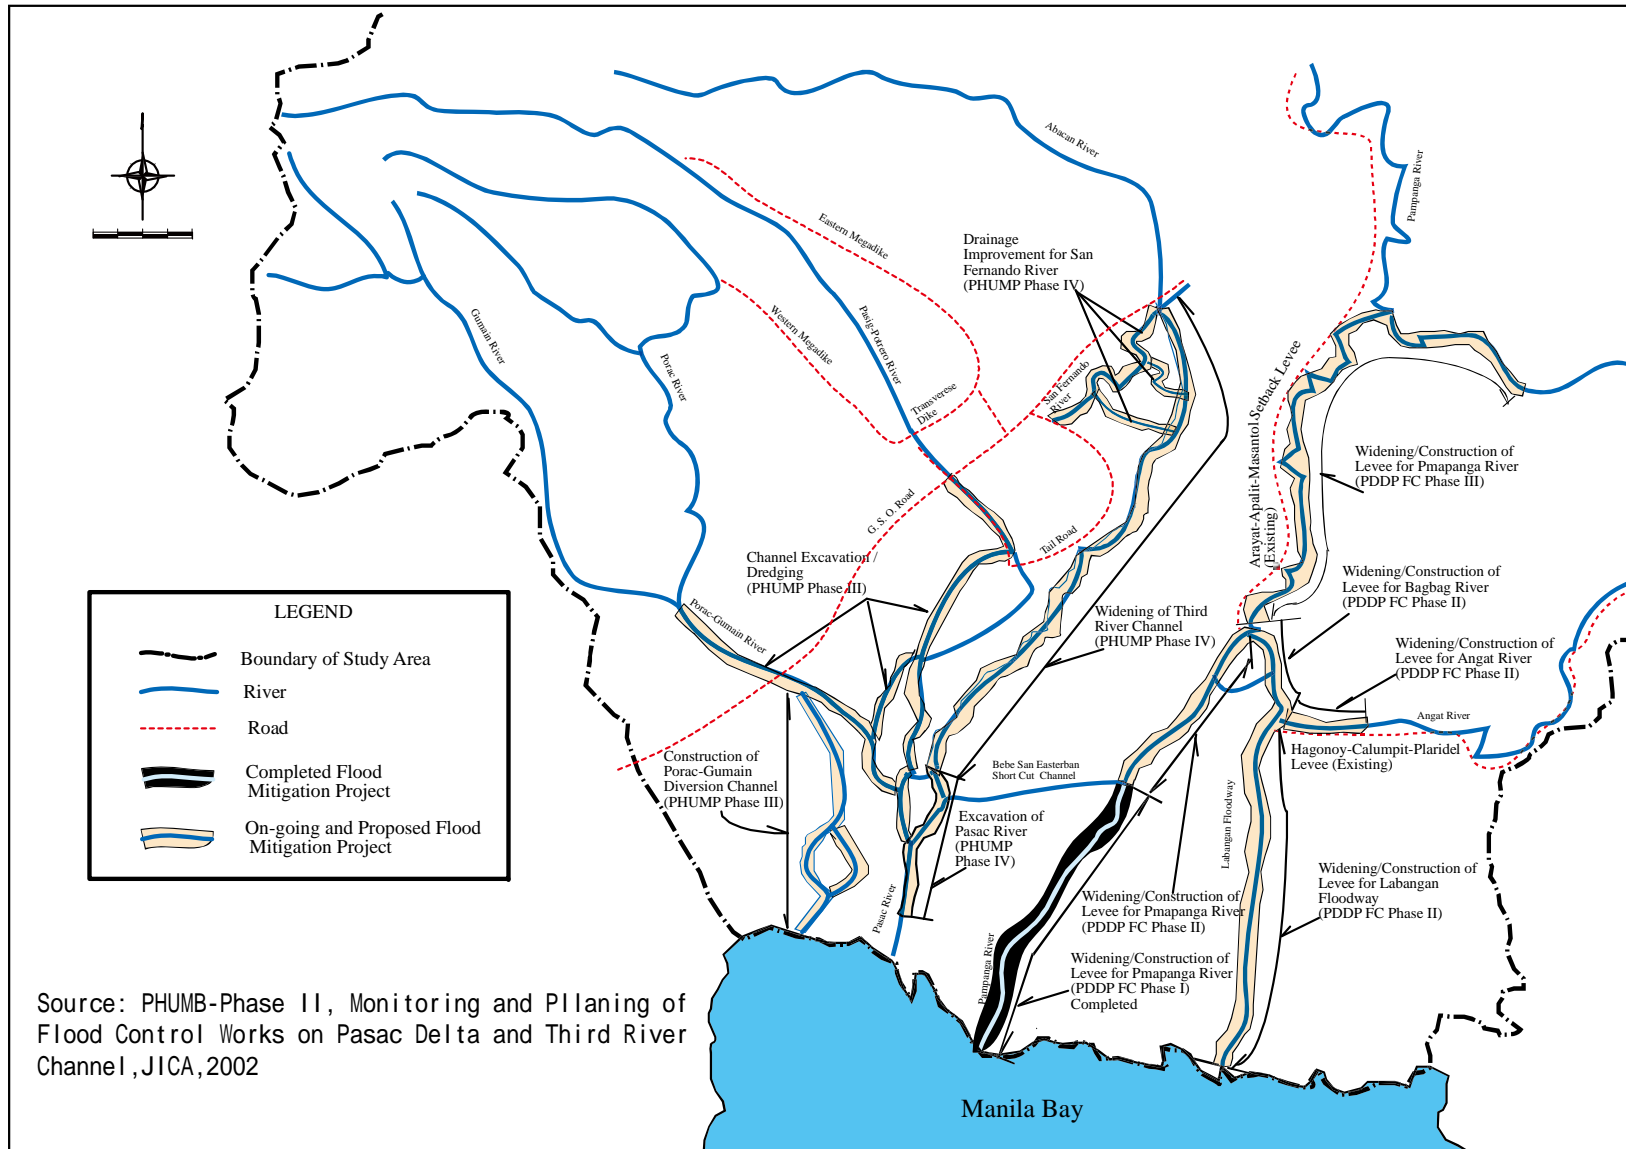 Abacan River
Pampanga River
Eastern Megadike
Drainage
Improvement for San
Fernando River
(PHUMP Phase IV)
Gumain River
Western Megadike
Pasig-Potrero River
Porac River
Transverese
Dike
San Fernando
River
Arayat-Apalit-Masantol.Setback Levee
(Existing)
Widening/Construction of
Levee for Pmapanga River
(PDDP FC Phase III)
G. S. O. Road
Tail Road
Channel Excavation /
Dredging
(PHUMP Phase III)
Porac-Gumain River
Widening of Third
River Channel
(PHUMP Phase IV)
Widening/Construction of
Levee for Bagbag River
(PDDP FC Phase II)
Widening/Construction of
Levee for Angat River
(PDDP FC Phase II)
Angat River
Hagonoy-Calumpit-Plaridel
Levee (Existing)
LEGEND
Boundary of Study Area
River
Road
Completed Flood
Mitigation Project
On-going and Proposed Flood
Mitigation Project
Construction of
Porac-Gumain
Diversion Channel
(PHUMP Phase III)
Bebe San Easterban
Short Cut Channel
Excavation of
Pasac River
(PHUMP
Phase IV)
Labangan Floodway
Pasac River
Widening/Construction of
Levee for Pmapanga River
(PDDP FC Phase II)
Widening/Construction of
Levee for Labangan
Floodway
(PDDP FC Phase II)
Pampanga River
Widening/Construction of
Levee for Pmapanga River
(PDDP FC Phase I)
Completed
Source: PHUMB-Phase II, Monitoring and Pllaning of
Flood Control Works on Pasac Delta and Third River
Channel,JICA,2002
Manila Bay